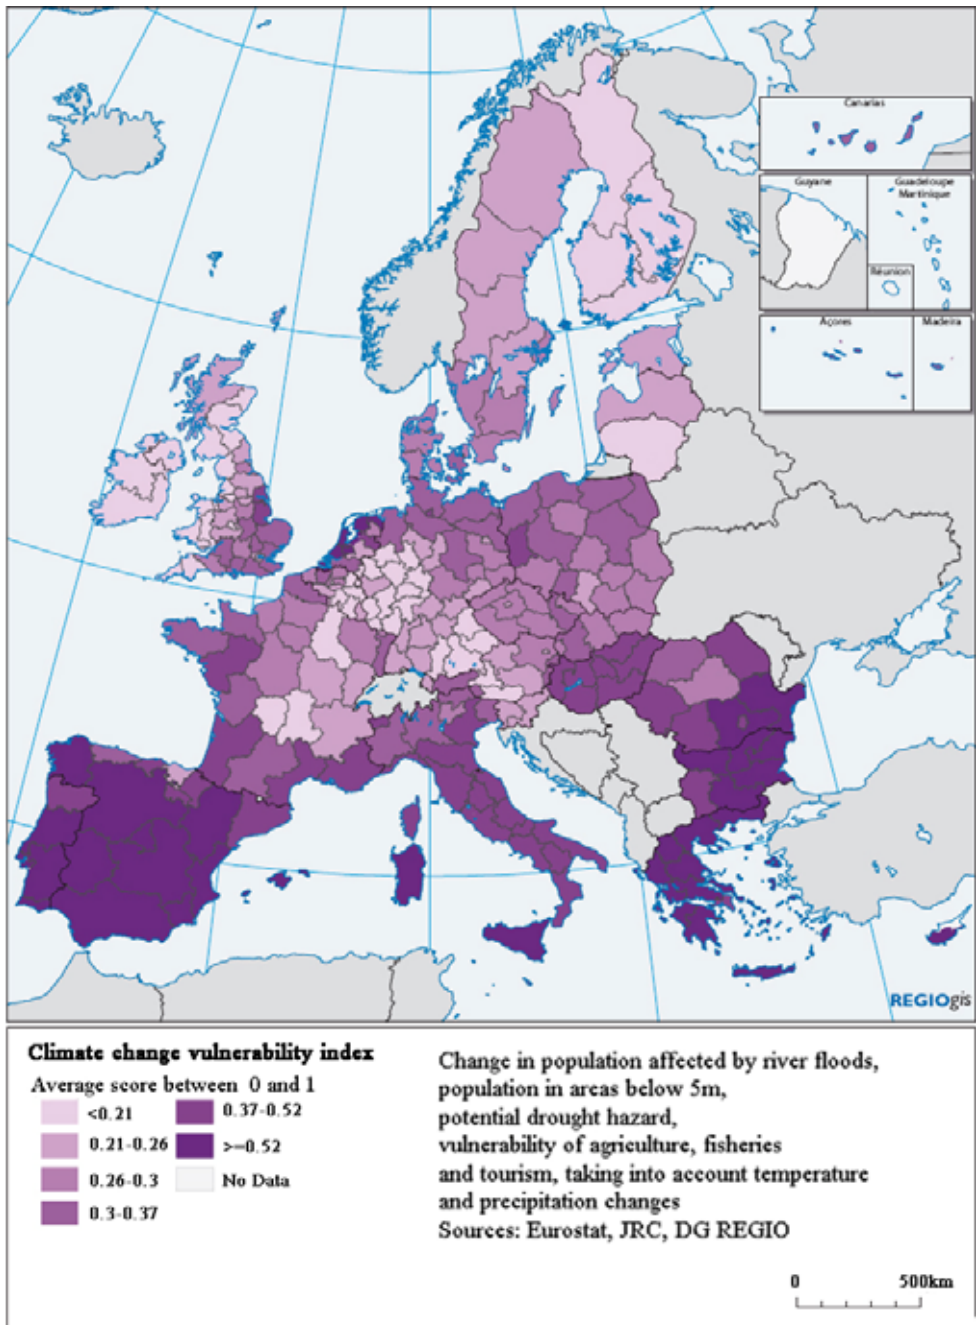 Canarias
Guyane
Guadeloupe
Martinique
Réunion
Açores
Madeira
REGIOgis
Climate change vulnerability index
Average score between 0 and 1
<0.21
0.21-0.26
0.26-0.3
0.3-0.37
0.37-0.52
>=0.52
No Data
Change in population affected by river floods,
population in areas below 5m,
potential drought hazard,
vulnerability of agriculture, fisheries
and tourism, taking into account temperature
and precipitation changes
Sources: Eurostat, JRC, DG REGIO
0 500km